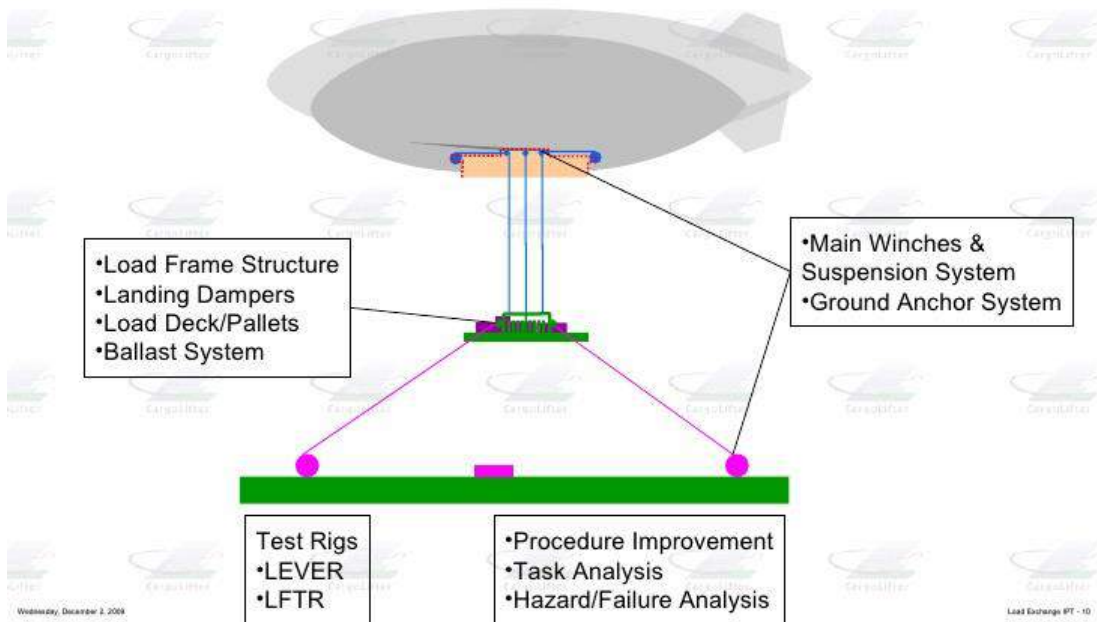 •Load Frame Structure
•Landing Dampers
•Load Deck/Pallets
•Ballast System
•Main Winches &
Suspension System
•Ground Anchor System
Test Rigs
•LEVER
•LFTR
•Procedure Improvement
•Task Analysis
•Hazard/Failure Analysis
Wednesday, December 2, 2009
Load Exchange IPT - 10
CargoLifter